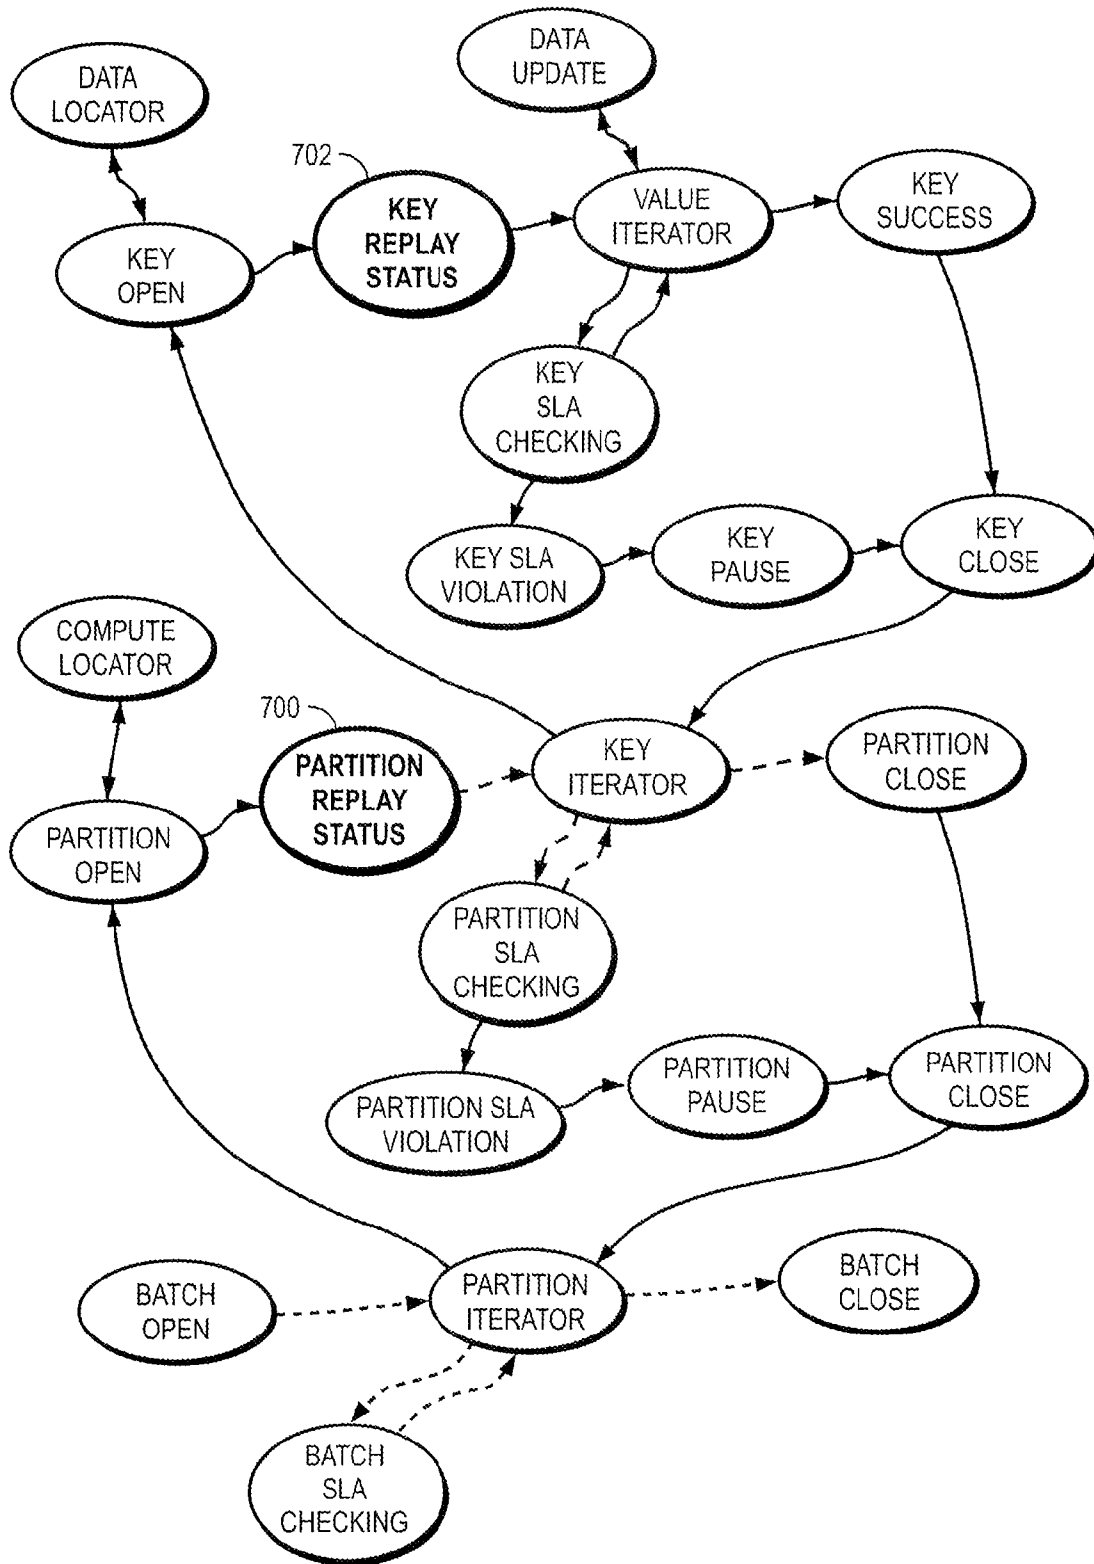 DATA
LOCATOR
DATA
UPDATE
702
KEY
REPLAY
STATUS
VALUE
ITERATOR
KEY
SUCCESS
KEY
OPEN
KEY
SLA
CHECKING
KEY SLA
VIOLATION
KEY
PAUSE
KEY
CLOSE
COMPUTE
LOCATOR
700
PARTITION
REPLAY
STATUS
KEY
ITERATOR
PARTITION
CLOSE
PARTITION
OPEN
PARTITION
SLA
CHECKING
PARTITION SLA
VIOLATION
PARTITION
PAUSE
PARTITION
CLOSE
BATCH
OPEN
PARTITION
ITERATOR
BATCH
CLOSE
BATCH
SLA
CHECKING